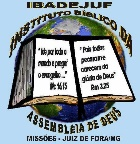 IBADEJUF
INSTITUTO BÍBLICO DA
"Ide por todo o
mundo e pregai
o evangelho ..."
Mc 16.15
"Pois todos
pecaram e
carecem da
glória de Deus"
Rm 3.23
ASSEMBLEIA DE DEUS
MISSÕES - JUIZ DE FORA/MG